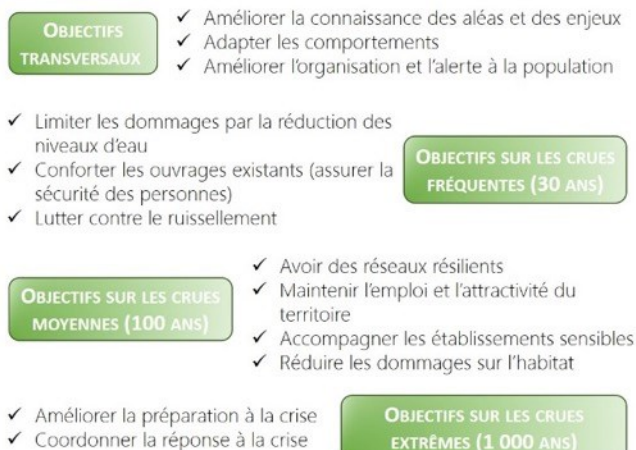 OBJECTIFS
TRANSVERSAUX
✓ Améliorer la connaissance des aléas et des enjeux
✓ Adapter les comportements
✓ Améliorer l'organisation et l'alerte à la population
✓ Limiter les dommages par la réduction des
niveaux d'eau
✓ Conforter les ouvrages existants (assurer la
sécurité des personnes)
✓ Lutter contre le ruissellement
OBJECTIFS SUR LES CRUES
FRÉQUENTES (30 ANS)
OBJECTIFS SUR LES CRUES
MOYENNES (100 ANS)
✓ Avoir des réseaux résilients
✓ Maintenir l'emploi et l'attractivité du
territoire
✓ Accompagner les établissements sensibles
✓ Réduire les dommages sur l'habitat
✓ Améliorer la préparation à la crise
✓ Coordonner la réponse à la crise
OBJECTIFS SUR LES CRUES
EXTRÊMES (1 000 ANS)